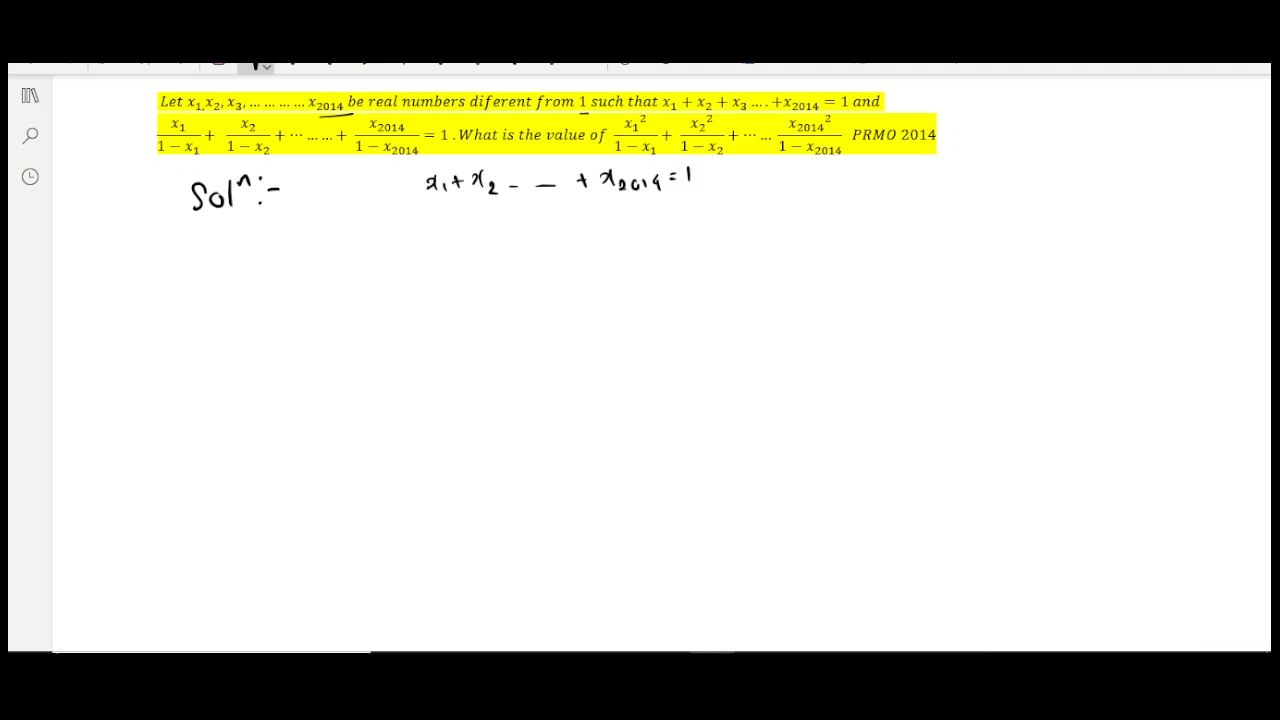 Let x₁,x₂,x₃,………… x₂₀₁₄ be real numbers diferent from 1 such that x₁ + x₂ + x₃ …. +x₂₀₁₄ = 1 and
x₁/(1 − x₁) + x₂/(1 − x₂) + ⋯ … … + x₂₀₁₄/(1 − x₂₀₁₄) = 1 . What is the value of x₁²/(1 − x₁) + x₂²/(1 − x₂) + ⋯ … x₂₀₁₄²/(1 − x₂₀₁₄) PRMO 2014
Solⁿ:- x₁ + x₂ - — + x₂₀₁₄ = 1